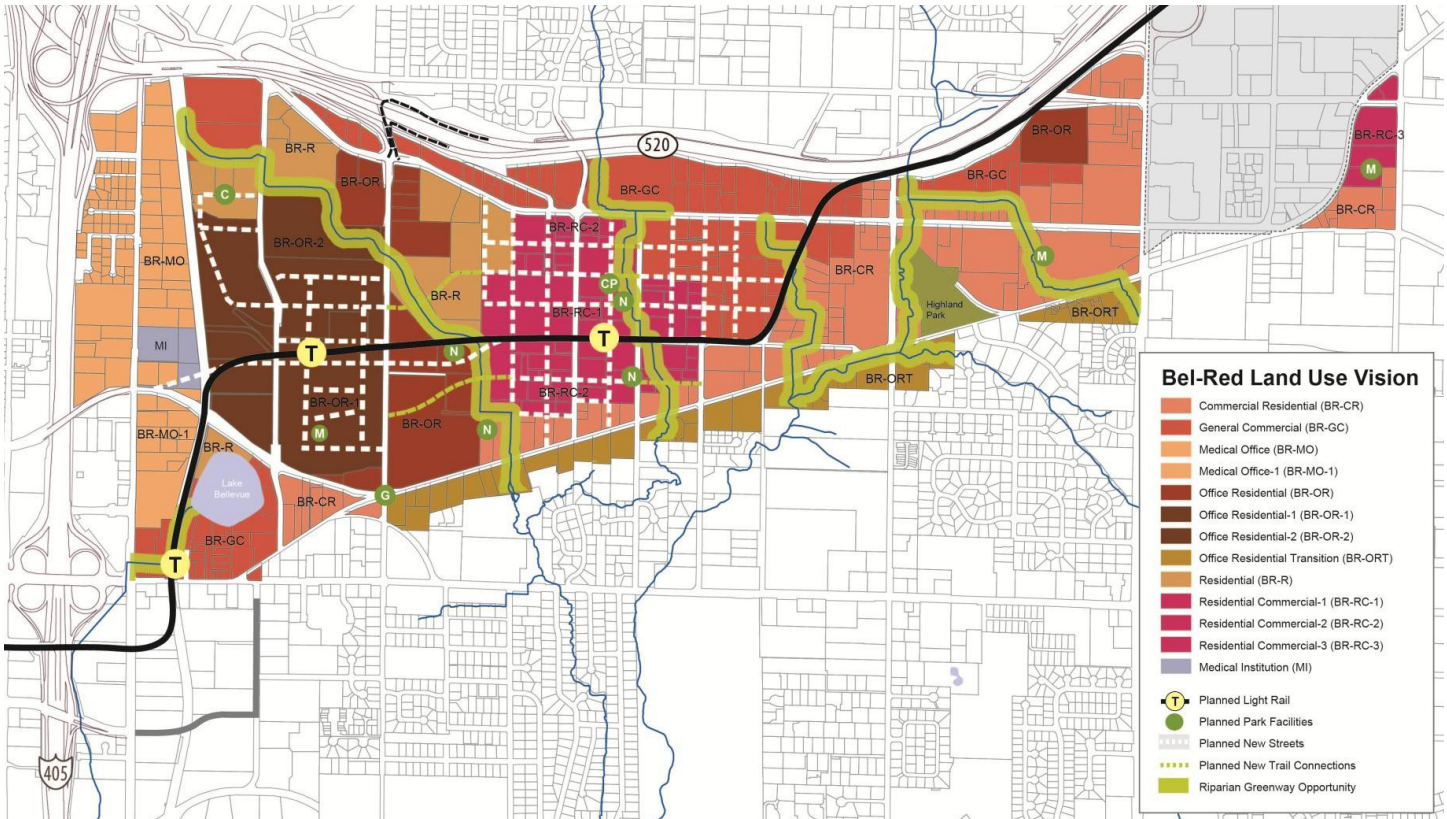 520
BR-R
BR-OR
BR-GC
BR-OR
BR-GC
BR-RC-3
M
BR-CR
C
BR-MO
BR-OR-2
BR-RC-2
BR-R
CP
N
BR-RC-1
BR-CR
M
Highland
Park
BR-ORT
MI
T
N
T
BR-OR-1
M
BR-OR
N
BR-RC-2
N
BR-ORT
BR-MO-1
BR-R
Lake
Bellevue
BR-CR
G
BR-GC
T
405
Bel-Red Land Use Vision
Commercial Residential (BR-CR)
General Commercial (BR-GC)
Medical Office (BR-MO)
Medical Office-1 (BR-MO-1)
Office Residential (BR-OR)
Office Residential-1 (BR-OR-1)
Office Residential-2 (BR-OR-2)
Office Residential Transition (BR-ORT)
Residential (BR-R)
Residential Commercial-1 (BR-RC-1)
Residential Commercial-2 (BR-RC-2)
Residential Commercial-3 (BR-RC-3)
Medical Institution (MI)
T Planned Light Rail
Planned Park Facilities
Planned New Streets
Planned New Trail Connections
Riparian Greenway Opportunity